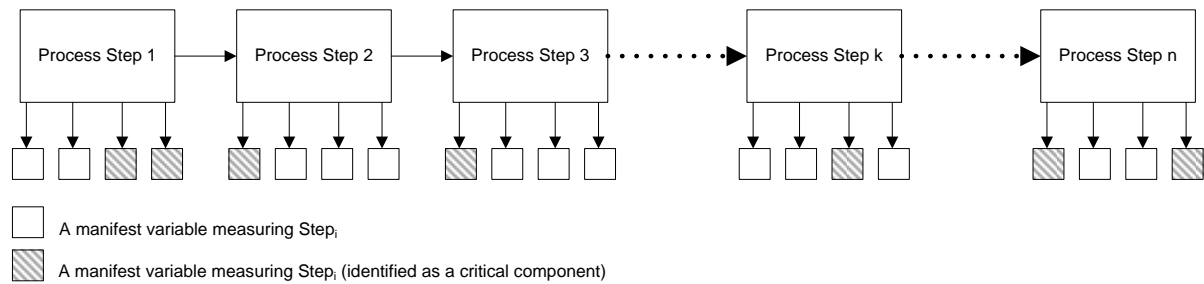 Process Step 1
Process Step 2
Process Step 3
Process Step k
Process Step n
A manifest variable measuring Stepᵢ
A manifest variable measuring Stepᵢ (identified as a critical component)